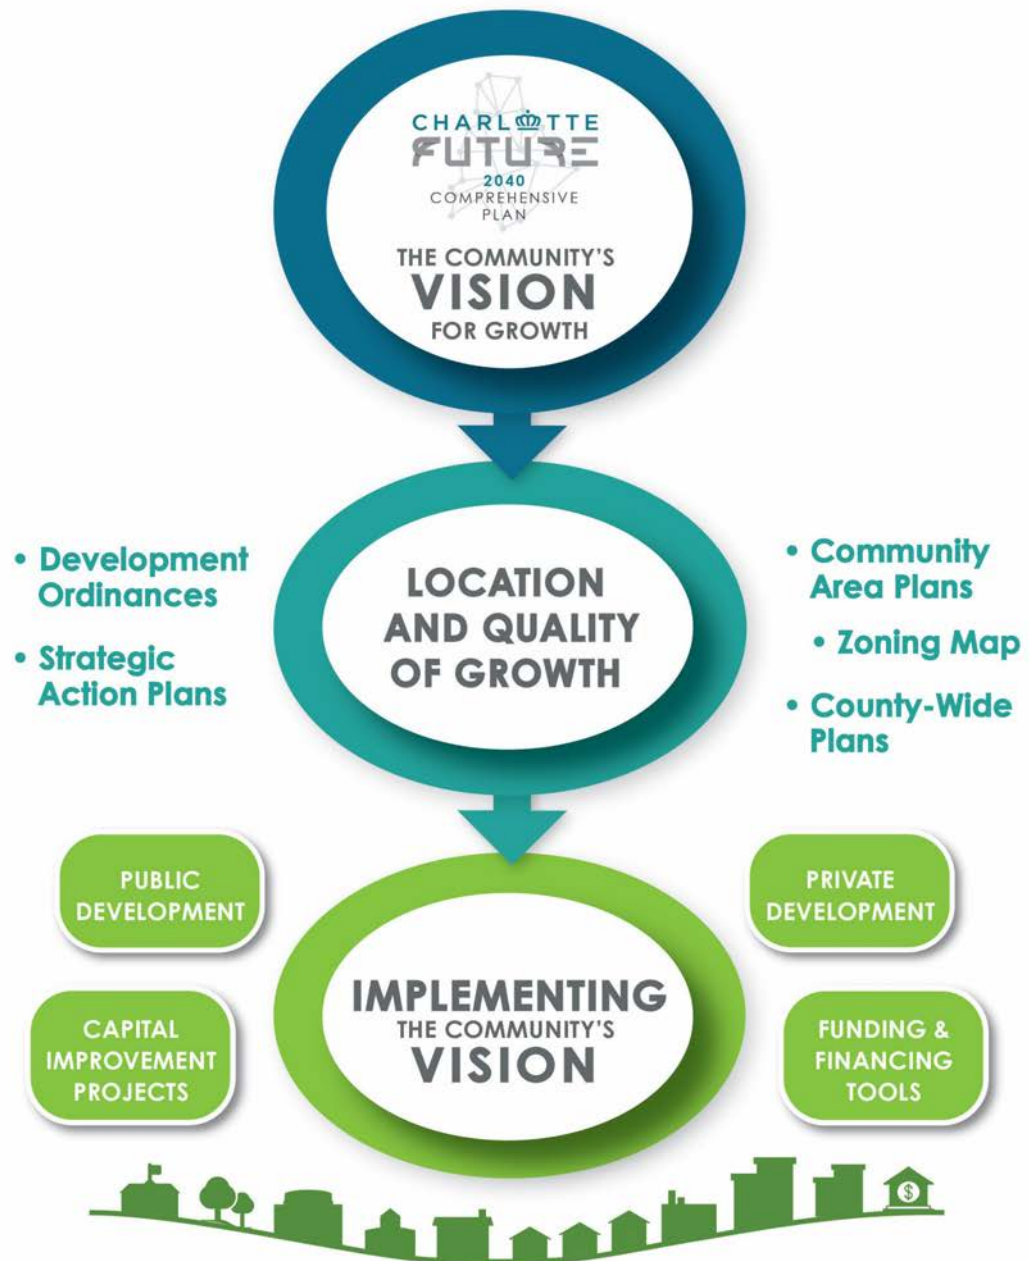 CHARLOTTE
FUTURE
2040
COMPREHENSIVE
PLAN
THE COMMUNITY'S
VISION
FOR GROWTH
• Development
Ordinances
• Strategic
Action Plans
LOCATION
AND QUALITY
OF GROWTH
• Community
Area Plans
• Zoning Map
• County-Wide
Plans
PUBLIC
DEVELOPMENT
CAPITAL
IMPROVEMENT
PROJECTS
IMPLEMENTING
THE COMMUNITY'S
VISION
PRIVATE
DEVELOPMENT
FUNDING &
FINANCING
TOOLS
$